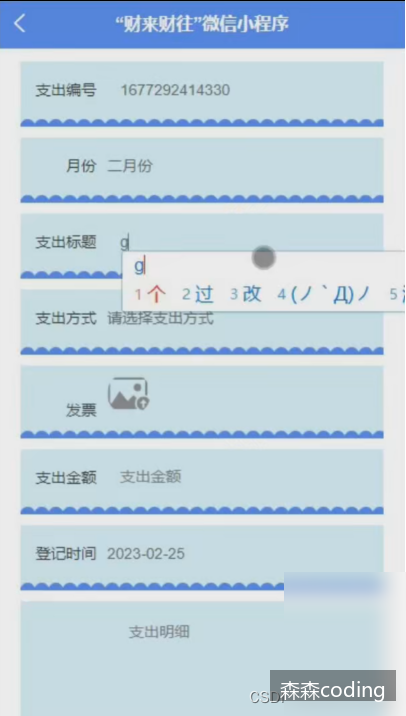 “财来财往”微信小程序
支出编号 1677292414330
月份 二月份
支出标题 g
g
1 个 2 过 3 改 4 (ノ｀Д)ノ 5
支出方式 请选择支出方式
发票
支出金额 支出金额
登记时间 2023-02-25
支出明细
森森coding